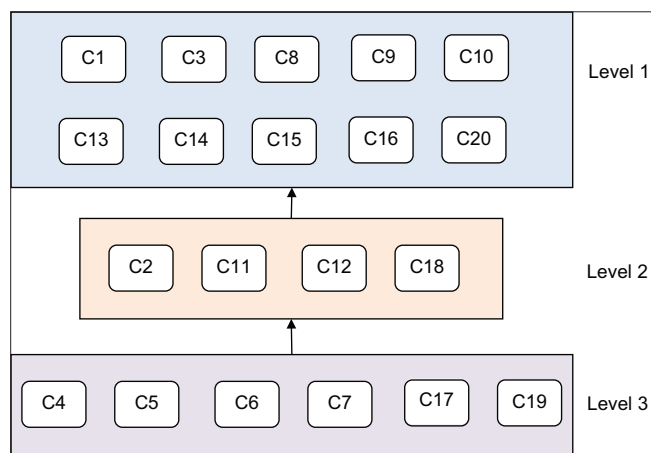 C1 C3 C8 C9 C10
Level 1
C13 C14 C15 C16 C20
C2 C11 C12 C18
Level 2
C4 C5 C6 C7 C17 C19
Level 3